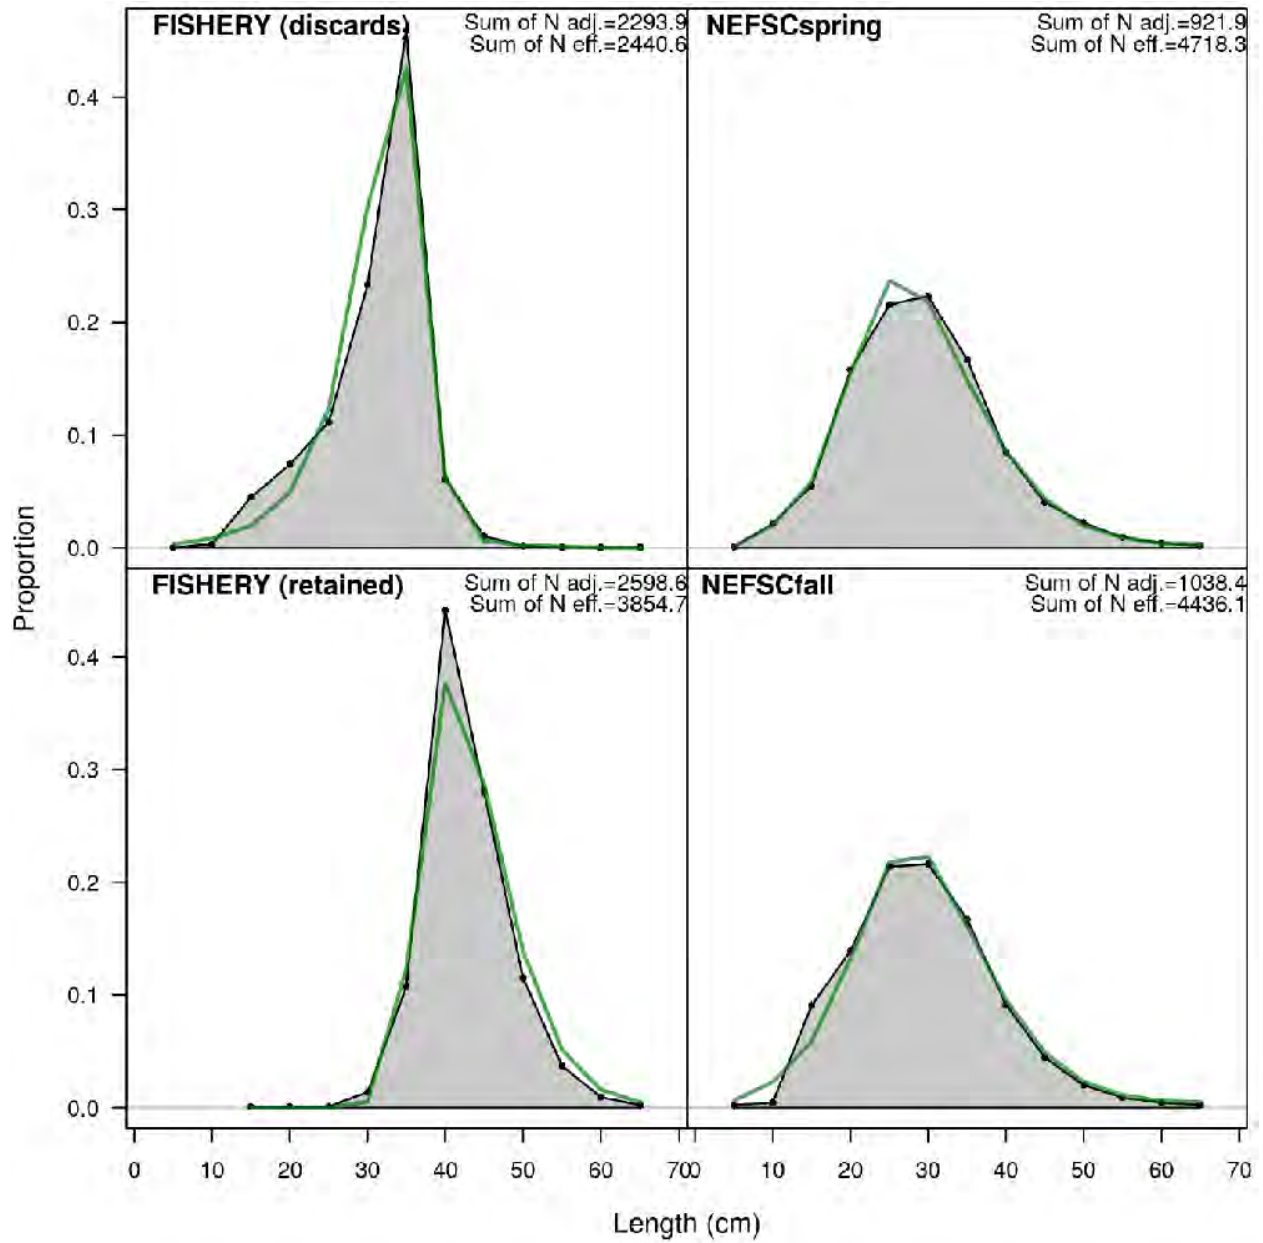 FISHERY (discards)
Sum of N adj.=2293.9
Sum of N eff.=2440.6
NEFSCspring
Sum of N adj.=921.9
Sum of N eff.=4718.3
0.4
0.3
0.2
0.1
0.0
FISHERY (retained)
Sum of N adj.=2598.6
Sum of N eff.=3854.7
NEFSCfall
Sum of N adj.=1038.4
Sum of N eff.=4436.1
0.4
0.3
0.2
0.1
0.0
Proportion
0 10 20 30 40 50 60 70
0 10 20 30 40 50 60 70
Length (cm)